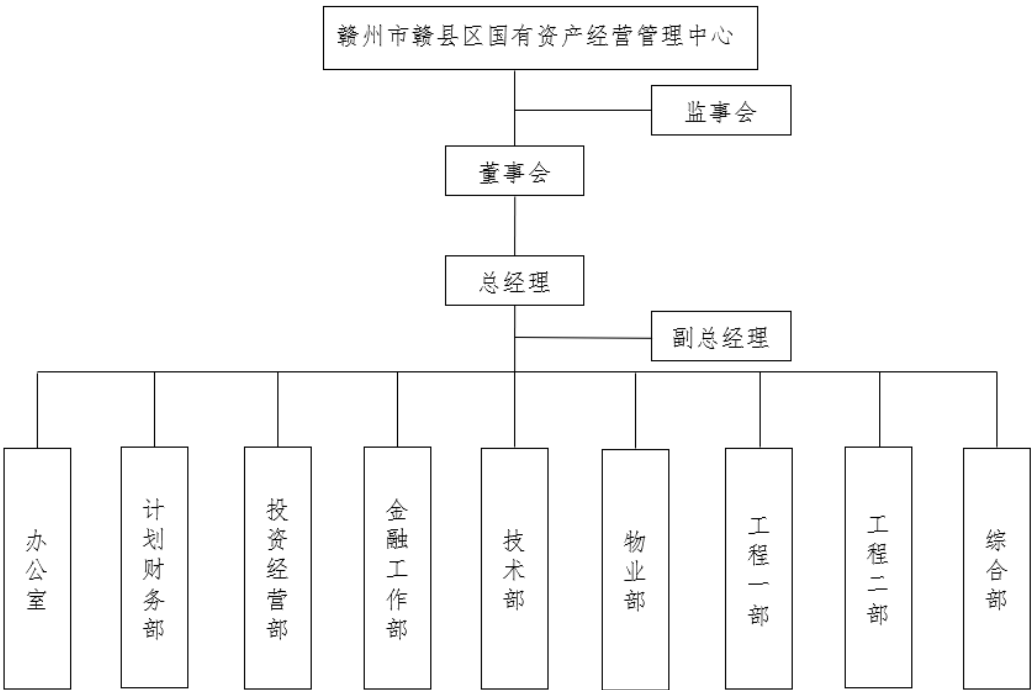 赣州市赣县区国有资产经营管理中心
监事会
董事会
总经理
副总经理
办公室
计划财务部
投资经营部
金融工作部
技术部
物业部
工程一部
工程二部
综合部